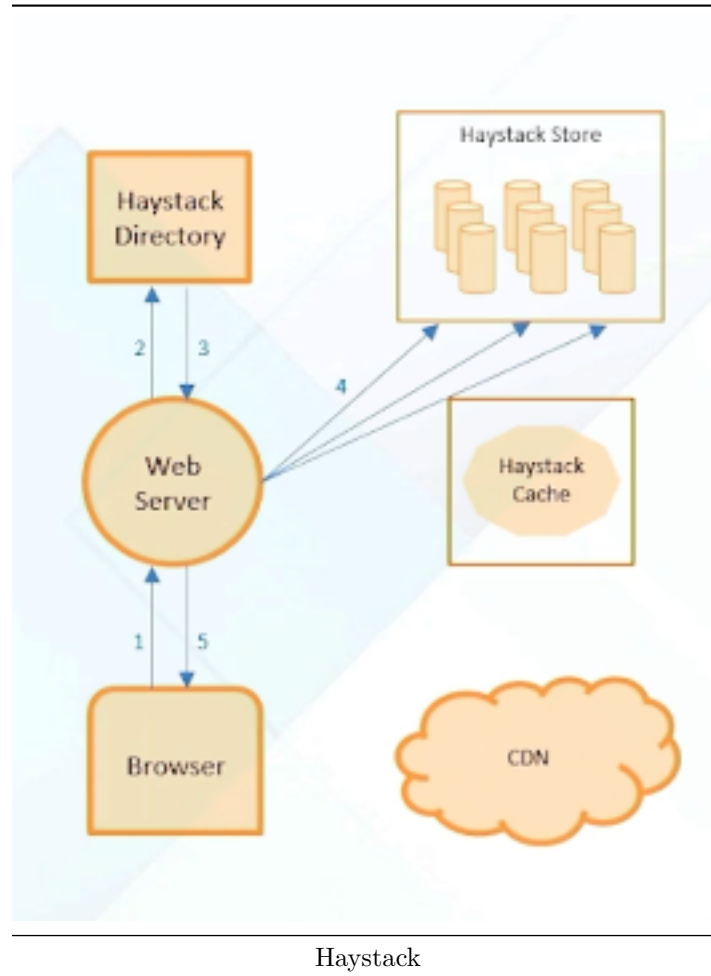 Haystack Store
Haystack
Directory
2
3
4
Web
Server
Haystack
Cache
1
5
Browser
CDN
Haystack